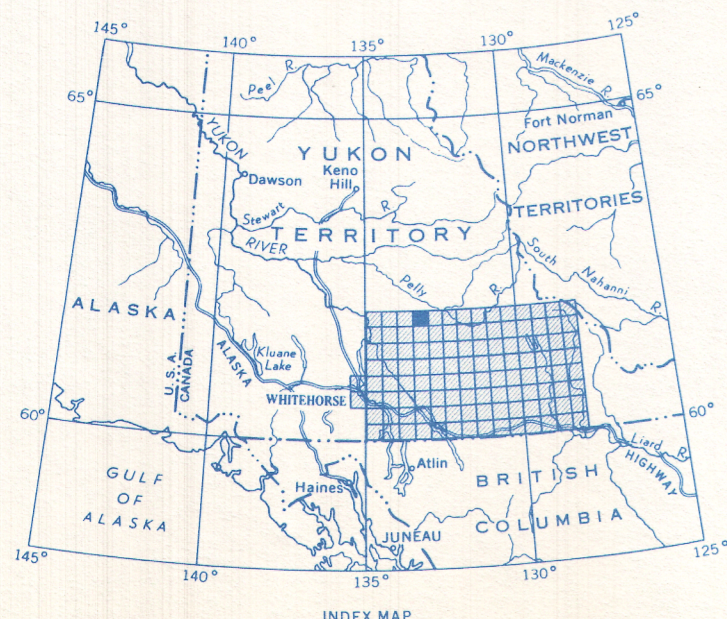 145°
140°
135°
130°
125°
Mackenzie R.
Peel R.
65°
65°
Fort Norman
NORTHWEST
TERRITORIES
YUKON
YUKON
Keno Hill
Dawson
Stewart R.
TERRITORY
RIVER
South Nahanni R.
Pelly R.
ALASKA
U.S.A.
CANADA
ALASKA
Kluane Lake
WHITEHORSE
60°
60°
Liard R.
HIGHWAY
Atlin
BRITISH
COLUMBIA
Haines
GULF
OF
ALASKA
JUNEAU
145°
140°
135°
130°
125°
INDEX MAP